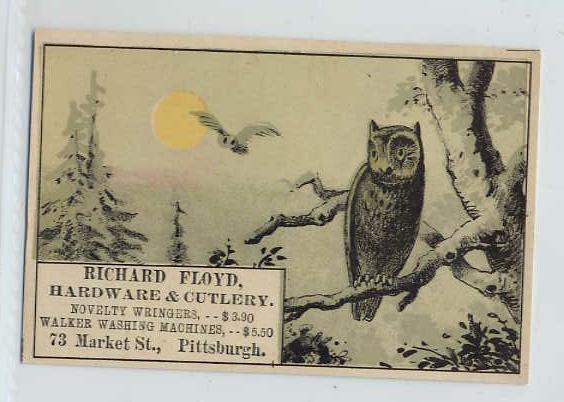 RICHARD FLOYD,
HARDWARE & CUTLERY.
NOVELTY WRINGERS, -- $3.90
WALKER WASHING MACHINES, -- $5.50
73 Market St., Pittsburgh.